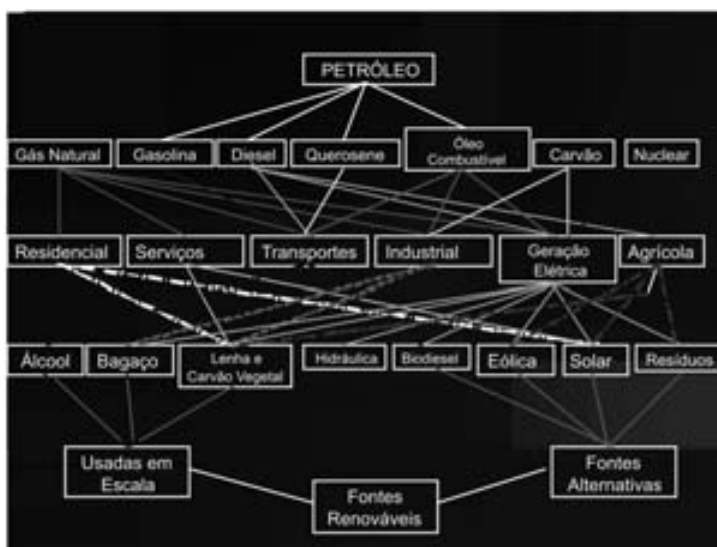 PETRÓLEO
Gás Natural
Gasolina
Diesel
Querosene
Óleo
Combustível
Carvão
Nuclear
Residencial
Serviços
Transportes
Industrial
Geração
Elétrica
Agrícola
Álcool
Bagaço
Lenha e
Carvão Vegetal
Hidráulica
Biodiesel
Eólica
Solar
Resíduos
Usadas em
Escala
Fontes
Renováveis
Fontes
Alternativas